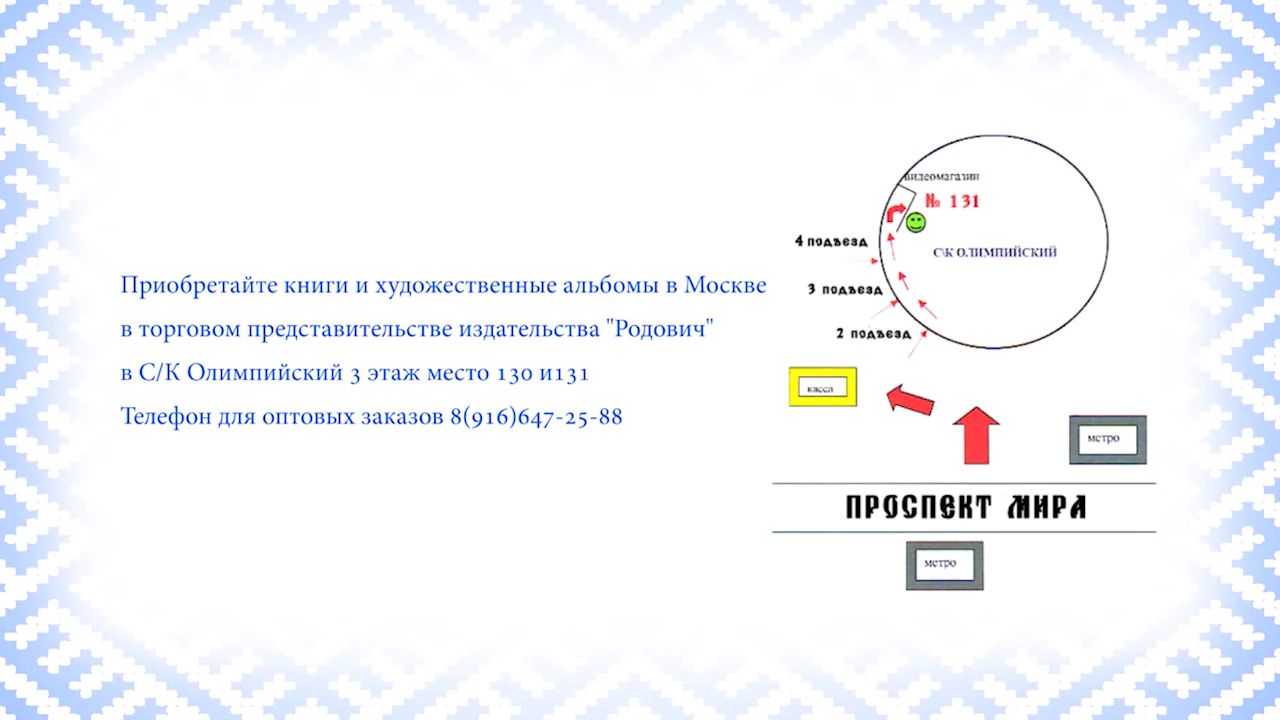 Приобретайте книги и художественные альбомы в Москве
в торговом представительстве издательства "Родович"
в С/К Олимпийский 3 этаж место 130 и131
Телефон для оптовых заказов 8(916)647-25-88
видеомагазин
№ 131
С\К ОЛИМПИЙСКИЙ
4 подъезд
3 подъезд
2 подъезд
касса
метро
ПРОСПЕКТ МИРА
метро